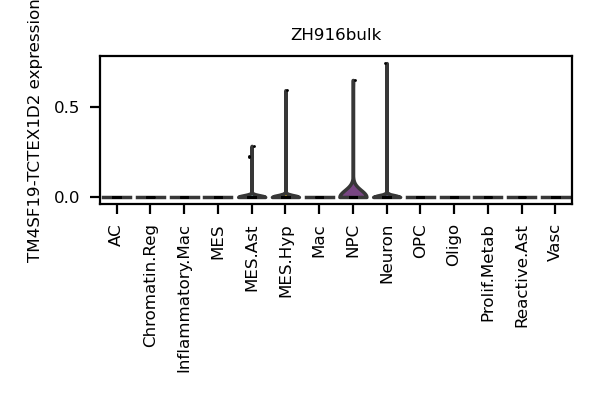 ZH916bulk
TM4SF19-TCTEX1D2 expression
0.5
0.0
AC
Chromatin.Reg
Inflammatory.Mac
MES
MES.Ast
MES.Hyp
Mac
NPC
Neuron
OPC
Oligo
Prolif.Metab
Reactive.Ast
Vasc